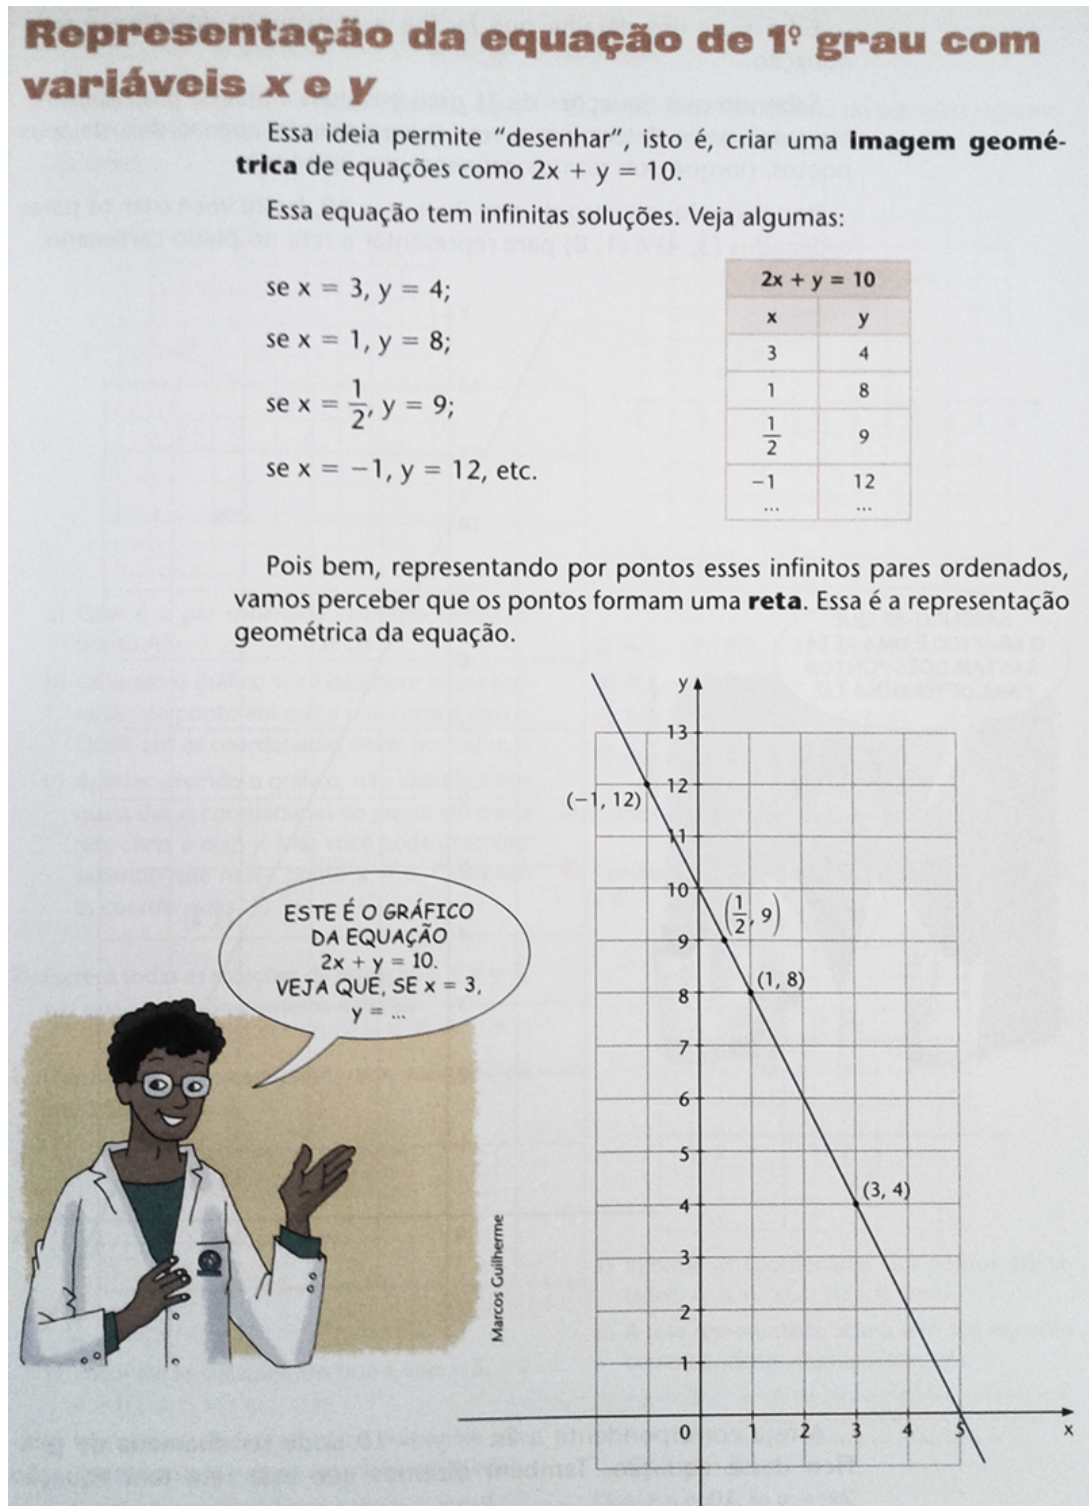 Representação da equação de 1º grau com
variáveis x e y
Essa ideia permite “desenhar”, isto é, criar uma imagem geomé-
trica de equações como 2x + y = 10.
Essa equação tem infinitas soluções. Veja algumas:
se x = 3, y = 4;
se x = 1, y = 8;
se x = 1/2, y = 9;
se x = −1, y = 12, etc.
2x + y = 10
x y
3 4
1 8
1/2 9
−1 12
... ...
Pois bem, representando por pontos esses infinitos pares ordenados,
vamos perceber que os pontos formam uma reta. Essa é a representação
geométrica da equação.
ESTE É O GRÁFICO
DA EQUAÇÃO
2x + y = 10.
VEJA QUE, SE x = 3,
y = ...
Marcos Guilherme
y
13
12
(−1, 12)
11
10
(1/2, 9)
9
(1, 8)
8
7
6
5
(3, 4)
4
3
2
1
0 1 2 3 4 5 x